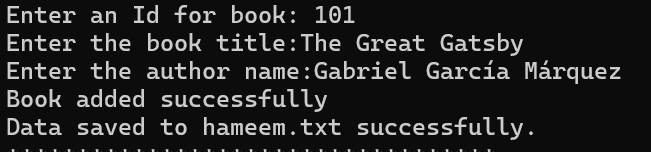 Enter an Id for book: 101
Enter the book title:The Great Gatsby
Enter the author name:Gabriel García Márquez
Book added successfully
Data saved to hameem.txt successfully.